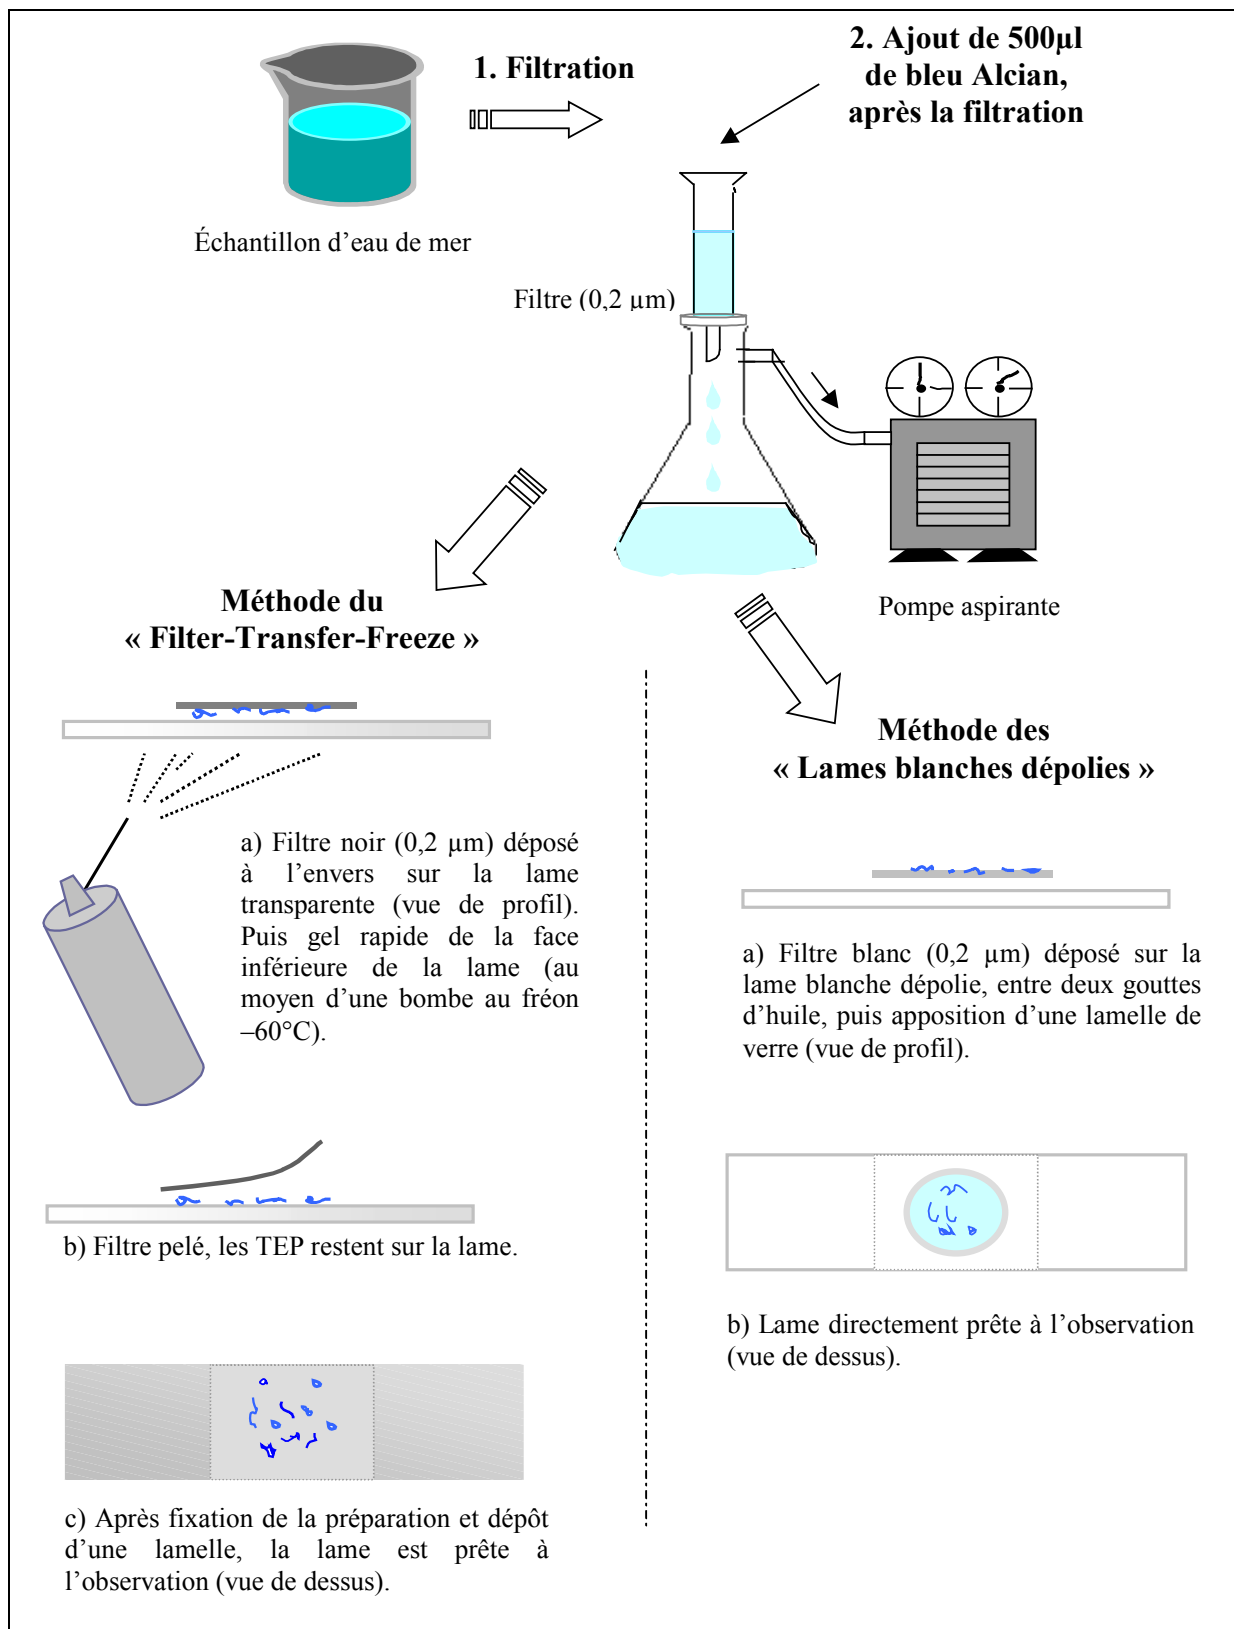 1. Filtration
2. Ajout de 500µl
de bleu Alcian,
après la filtration
Échantillon d’eau de mer
Filtre (0,2 µm)
Pompe aspirante
Méthode du
« Filter-Transfer-Freeze »
a) Filtre noir (0,2 µm) déposé
à l’envers sur la lame
transparente (vue de profil).
Puis gel rapide de la face
inférieure de la lame (au
moyen d’une bombe au fréon
–60°C).
b) Filtre pelé, les TEP restent sur la lame.
c) Après fixation de la préparation et dépôt
d’une lamelle, la lame est prête à
l’observation (vue de dessus).
Méthode des
« Lames blanches dépolies »
a) Filtre blanc (0,2 µm) déposé sur la
lame blanche dépolie, entre deux gouttes
d’huile, puis apposition d’une lamelle de
verre (vue de profil).
b) Lame directement prête à l’observation
(vue de dessus).